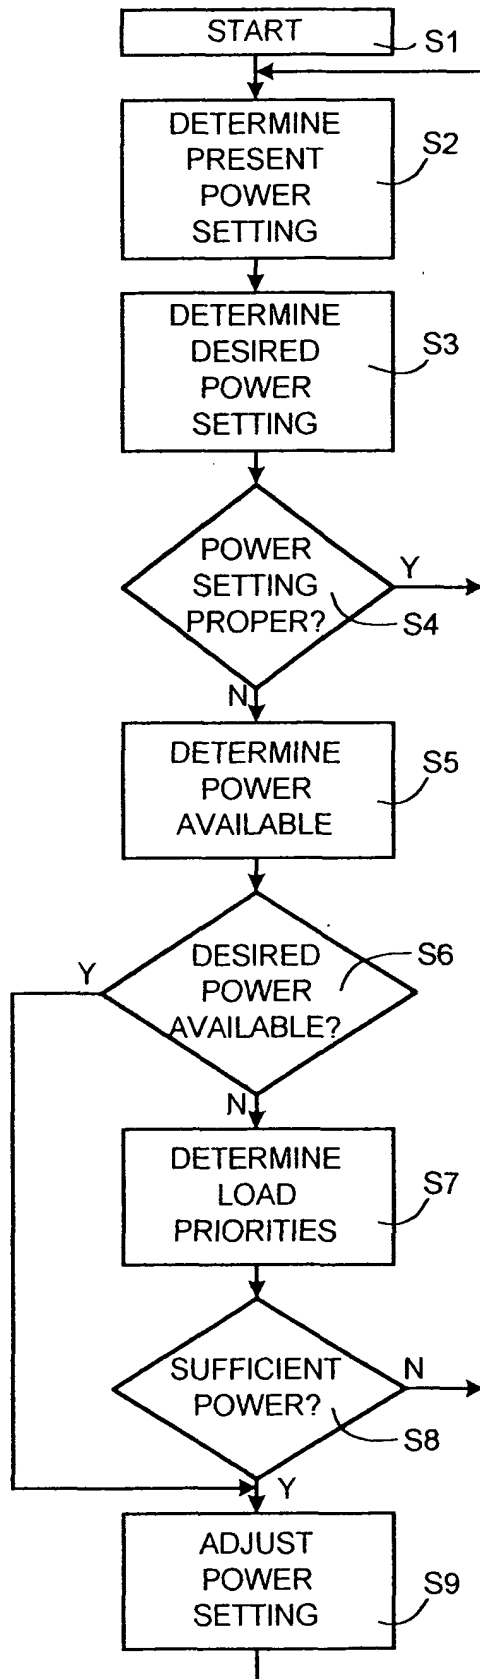 START
S1
DETERMINE
PRESENT
POWER
SETTING
S2
DETERMINE
DESIRED
POWER
SETTING
S3
POWER
SETTING
PROPER?
Y
S4
N
DETERMINE
POWER
AVAILABLE
S5
Y
DESIRED
POWER
AVAILABLE?
S6
N
DETERMINE
LOAD
PRIORITIES
S7
SUFFICIENT
POWER?
N
S8
Y
ADJUST
POWER
SETTING
S9